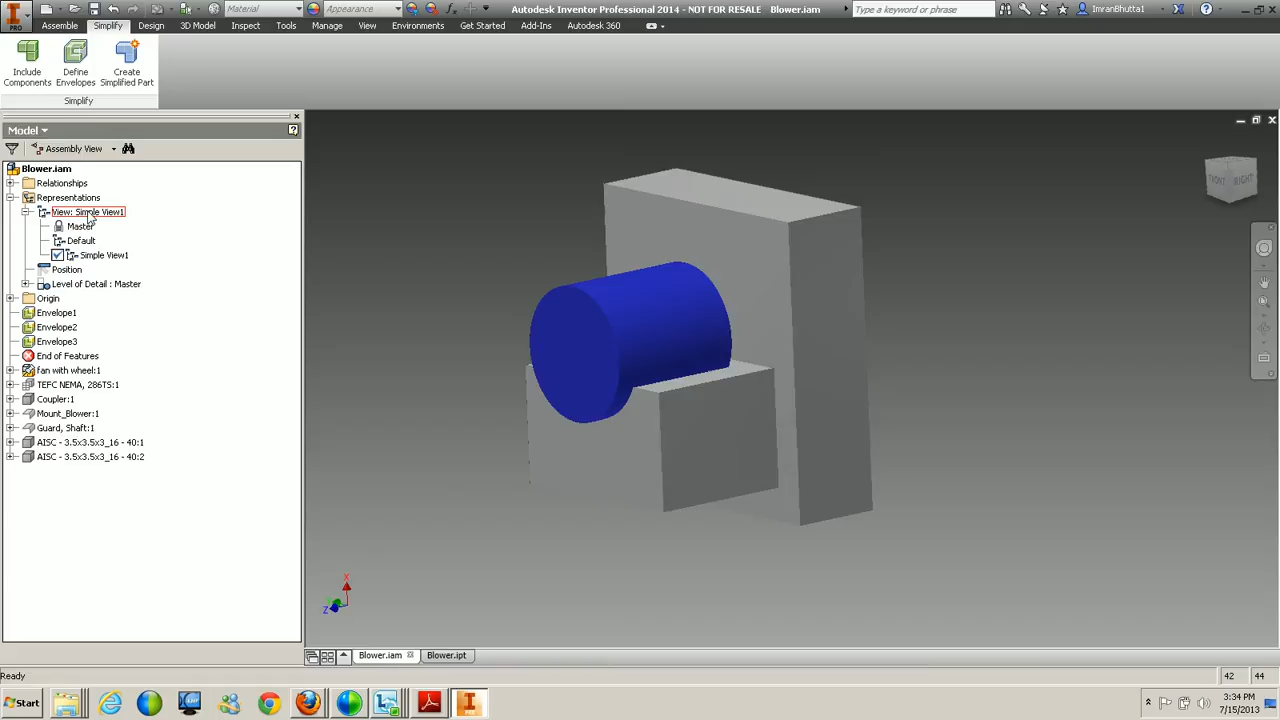 Material
Appearance
Autodesk Inventor Professional 2014 - NOT FOR RESALE Blower.iam
Type a keyword or phrase
ImranBhutta1
PRO
Assemble Simplify Design 3D Model Inspect Tools Manage View Environments Get Started Add-Ins Autodesk 360
Include Components
Define Envelopes
Create Simplified Part
Simplify
Model
Assembly View
Blower.iam
Relationships
Representations
View: Simple View1
Master
Default
Simple View1
Position
Level of Detail : Master
Origin
Envelope1
Envelope2
Envelope3
End of Features
fan with wheel:1
TEFC NEMA, 286TS:1
Coupler:1
Mount_Blower:1
Guard, Shaft:1
AISC - 3.5x3.5x3_16 - 40:1
AISC - 3.5x3.5x3_16 - 40:2
FRONT RIGHT
X
Z
Blower.iam
Blower.ipt
Ready
42 44
Start
3:34 PM
7/15/2013